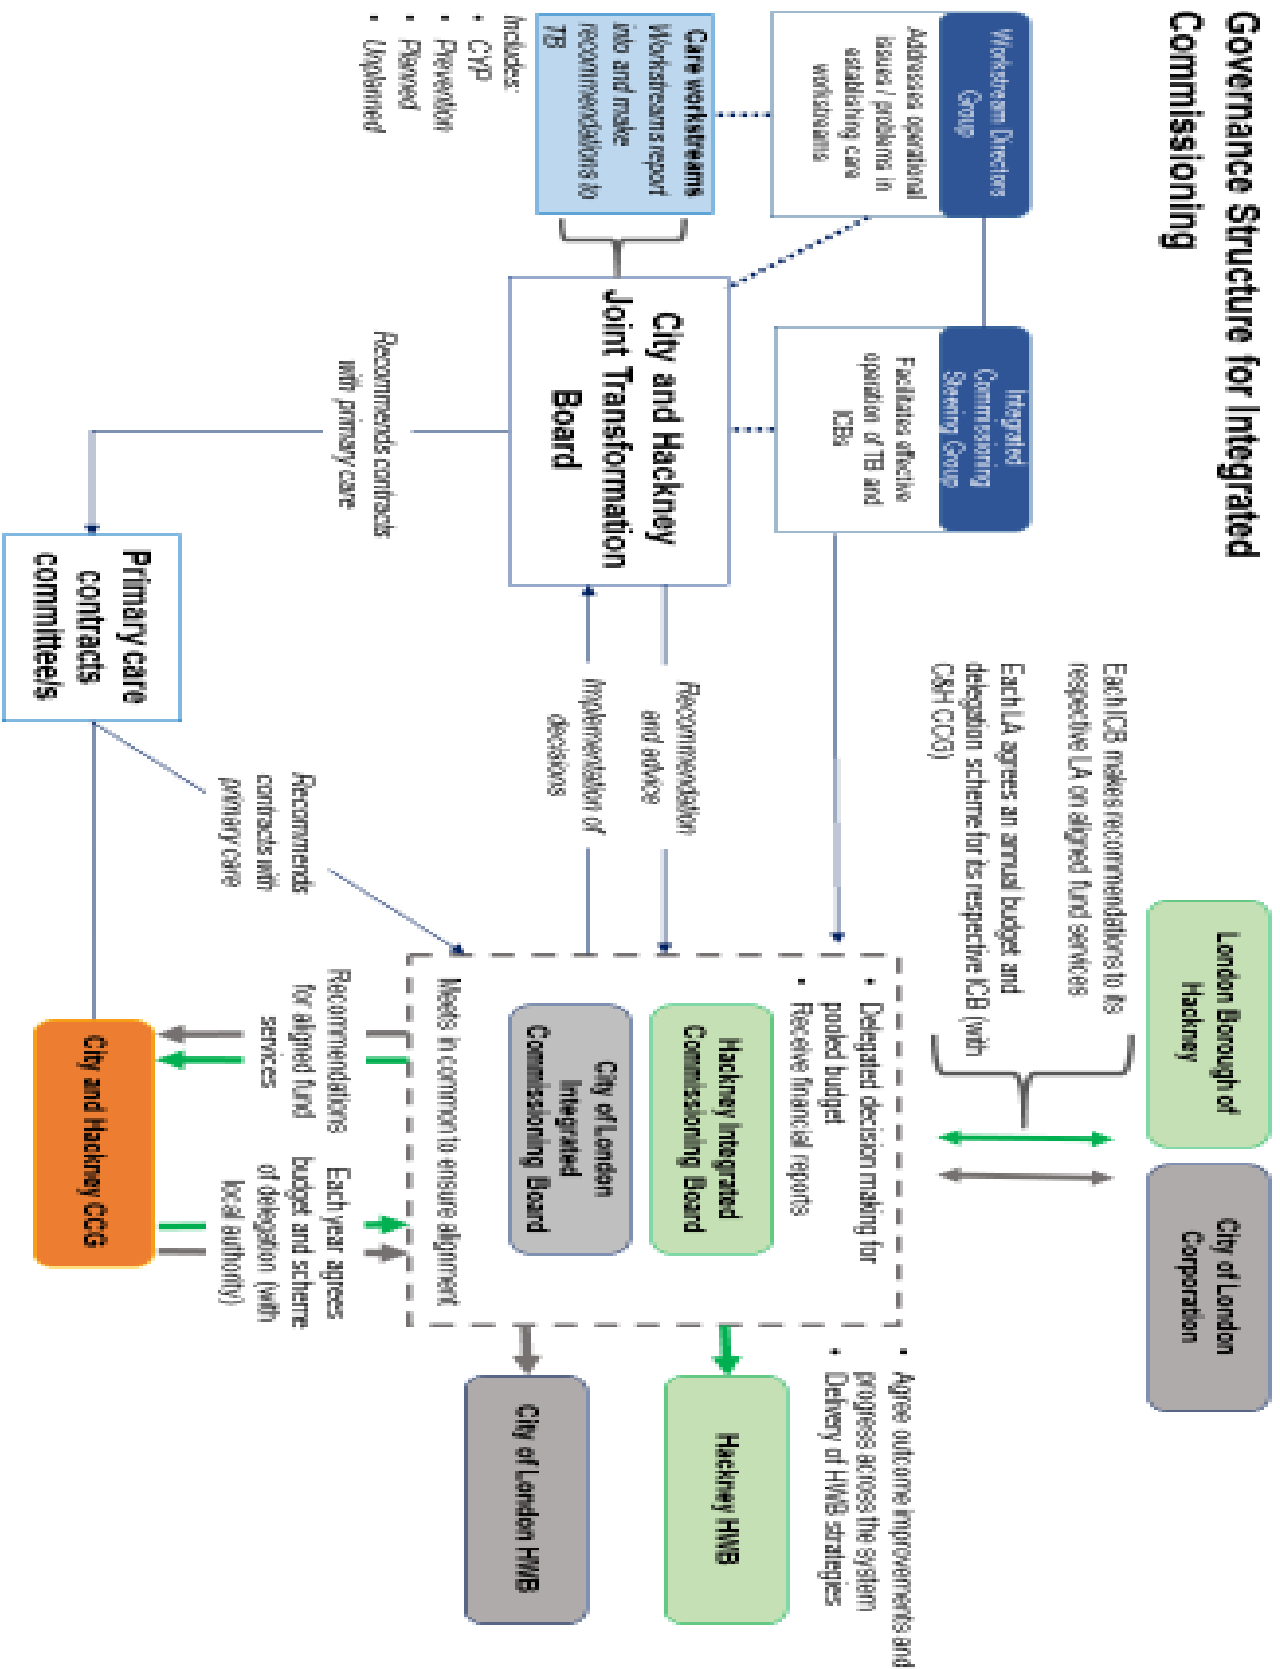 Governance Structure for Integrated
Commissioning
Workstream Directors
Group
Addresses operational
issues / problems in
establishing care
workstreams
Integrated
Commissioning
Steering Group
Facilitates effective
operation of TB and
ICBs
Care workstreams
Workstreams report
into and make
recommendations to
TB
Includes:
• CYP
• Prevention
• Planned
• Unplanned
City and Hackney
Joint Transformation
Board
Recommends contracts
with primary care
Primary care
contracts
committee/s
Recommendation
and advice
Implementation of
decisions
Recommends
contracts with
primary care
Each ICB makes recommendations to its
respective LA on aligned fund services
Each LA agrees an annual budget and
delegation scheme for its respective ICB (with
C&H CCG)
London Borough of
Hackney
City of London
Corporation
• Delegated decision making for
pooled budget
• Receive financial reports
Hackney Integrated
Commissioning Board
City of London
Integrated
Commissioning Board
Meets in common to ensure alignment
Recommendations
for aligned fund
services
Each year agrees
budget and scheme
of delegation (with
local authority)
City and Hackney CCG
• Agree outcome improvements and
progress across the system
• Delivery of HWB strategies
Hackney HWB
City of London HWB